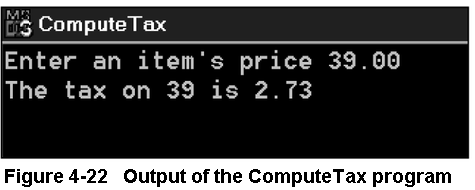 ComputeTax
Enter an item's price 39.00
The tax on 39 is 2.73
Figure 4-22 Output of the ComputeTax program